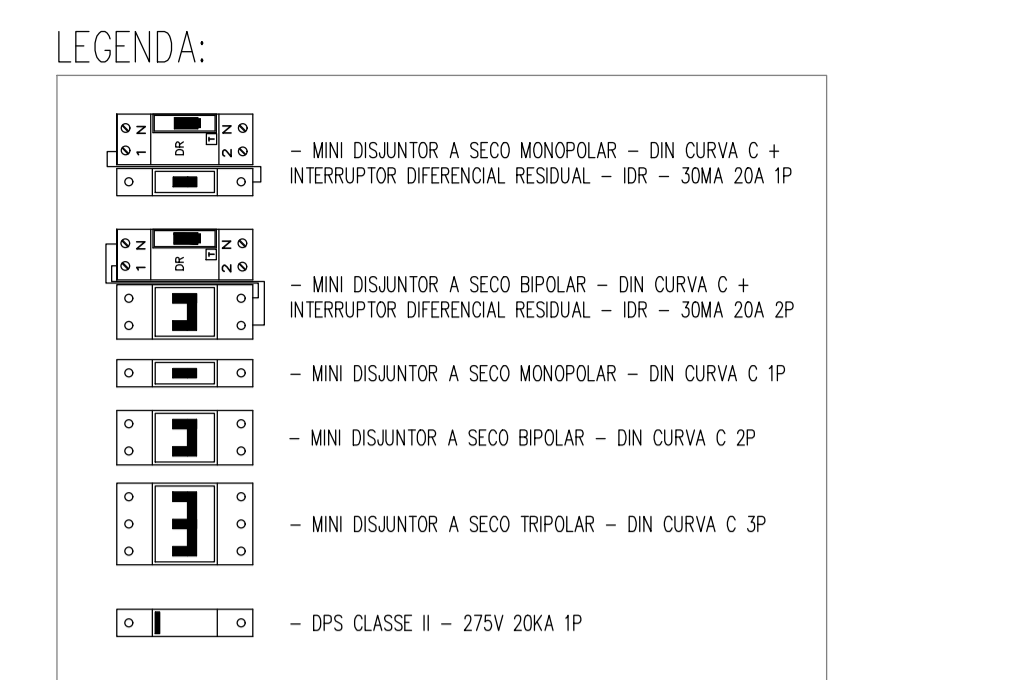 LEGENDA:
N N
1 DR T 2
– MINI DISJUNTOR A SECO MONOPOLAR – DIN CURVA C +
INTERRUPTOR DIFERENCIAL RESIDUAL – IDR – 30MA 20A 1P
N N
1 DR T 2
– MINI DISJUNTOR A SECO BIPOLAR – DIN CURVA C +
INTERRUPTOR DIFERENCIAL RESIDUAL – IDR – 30MA 20A 2P
– MINI DISJUNTOR A SECO MONOPOLAR – DIN CURVA C 1P
– MINI DISJUNTOR A SECO BIPOLAR – DIN CURVA C 2P
– MINI DISJUNTOR A SECO TRIPOLAR – DIN CURVA C 3P
– DPS CLASSE II – 275V 20KA 1P